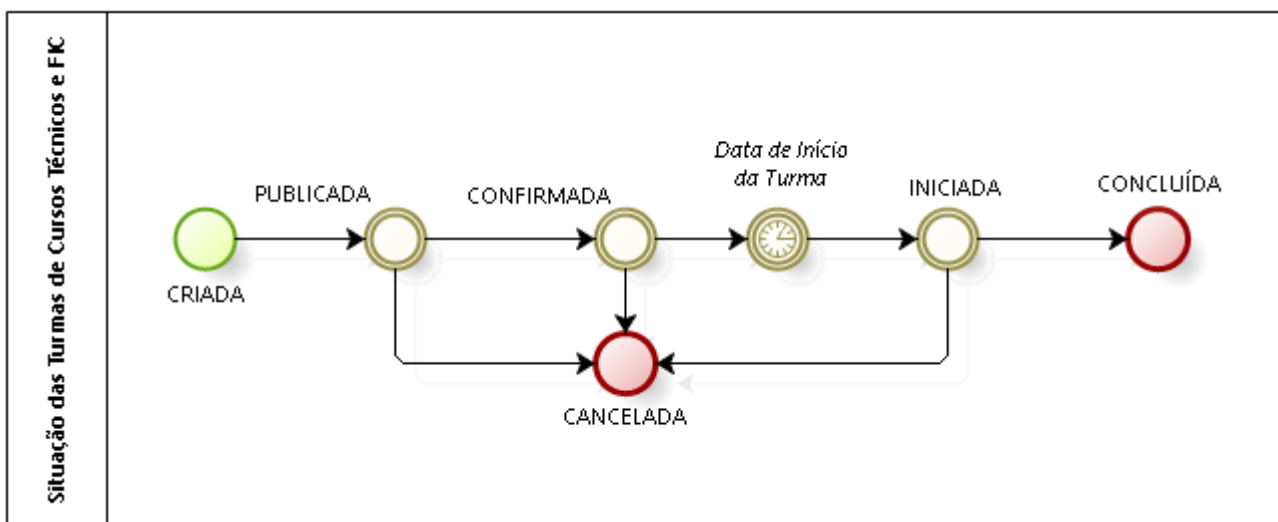 Situação das Turmas de Cursos Técnicos e FIC
CRIADA
PUBLICADA
CONFIRMADA
Data de Início
da Turma
INICIADA
CONCLUÍDA
CANCELADA